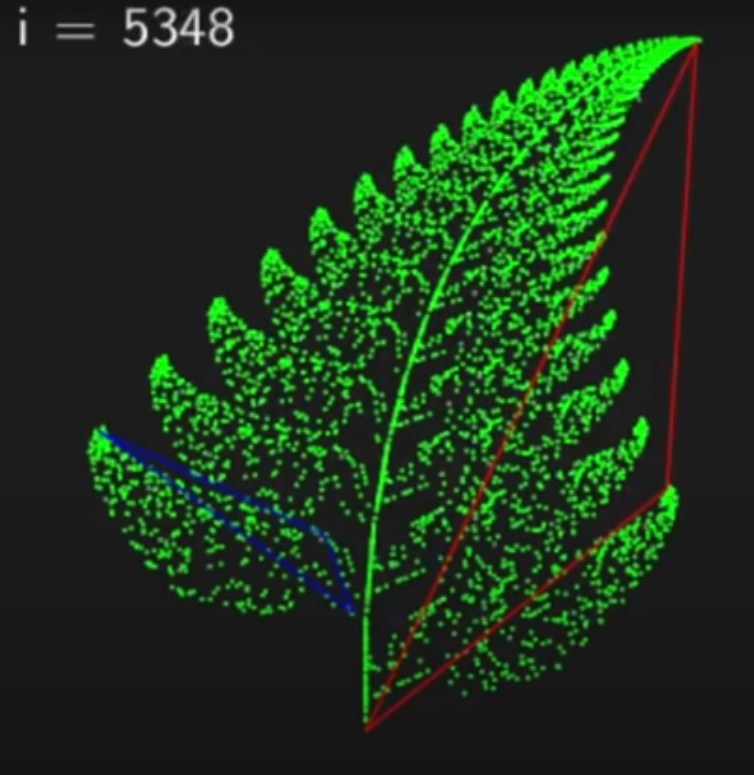 i = 5348